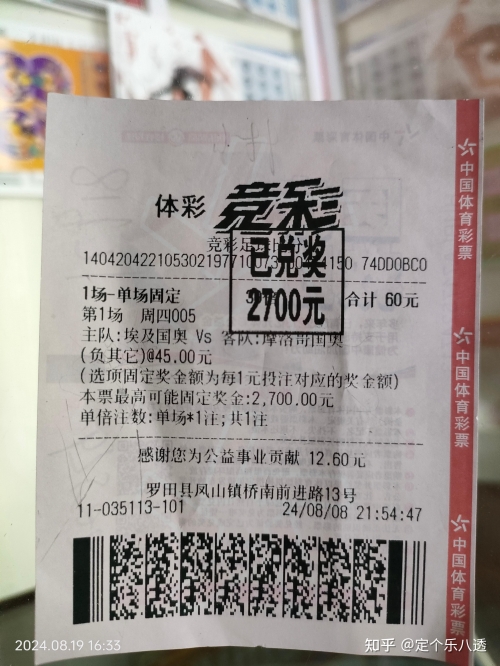 体彩 竞彩
已兑奖
2700元
74DD0BC0
1场-单场固定 合计 60元
第1场 周四005
主队:埃及国奥 Vs 客队:摩洛哥国奥
(负其它)@45.00元
(选项固定奖金额为每1元投注对应的奖金额)
本票最高可能固定奖金:2,700.00元
单倍注数:单场*1注;共1注
感谢您为公益事业贡献 12.60元
罗田县凤山镇桥南前进路13号
11-035113-101 24/08/08 21:54:47
中国体育彩票
中国体育彩票
中国体育彩票
2024.08.19 16:33
知乎 @定个乐八透